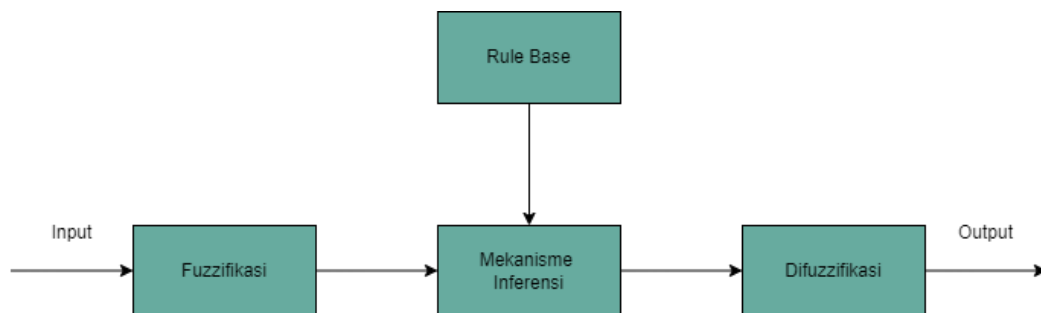 Rule Base
Input
Fuzzifikasi
Mekanisme
Inferensi
Difuzzifikasi
Output